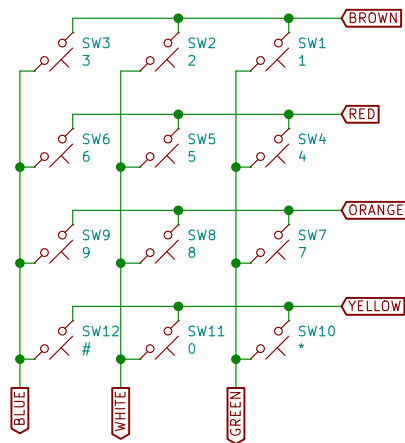 BROWN
SW3
3
SW2
2
SW1
1
RED
SW6
6
SW5
5
SW4
4
ORANGE
SW9
9
SW8
8
SW7
7
YELLOW
SW12
#
SW11
0
SW10
*
BLUE
WHITE
GREEN